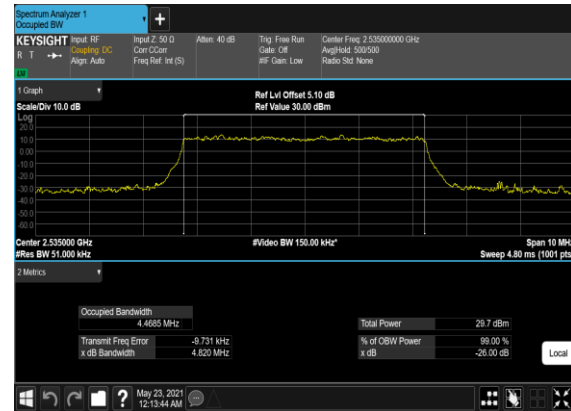 Spectrum Analyzer 1
Occupied BW
+
KEYSIGHT Input: RF Input Z: 50 Ω Atten: 40 dB Trig: Free Run Center Freq: 2.535000000 GHz
R T Coupling: DC Corr CCorr Gate: Off Avg|Hold: 500/500
Align: Auto Freq Ref: Int (S) #IF Gain: Low Radio Std: None
1 Graph
Scale/Div 10.0 dB
Ref Lvl Offset 5.10 dB
Ref Value 30.00 dBm
Log
20.0
10.0
0.00
-10.0
-20.0
-30.0
-40.0
-50.0
-60.0
Center 2.535000 GHz #Video BW 150.00 kHz* Span 10 MHz
#Res BW 51.000 kHz Sweep 4.80 ms (1001 pts)
2 Metrics
Occupied Bandwidth
4.4685 MHz Total Power 29.7 dBm
Transmit Freq Error -9.731 kHz % of OBW Power 99.00 %
x dB Bandwidth 4.820 MHz x dB -26.00 dB
Local
?
May 23, 2021
12:13:44 AM